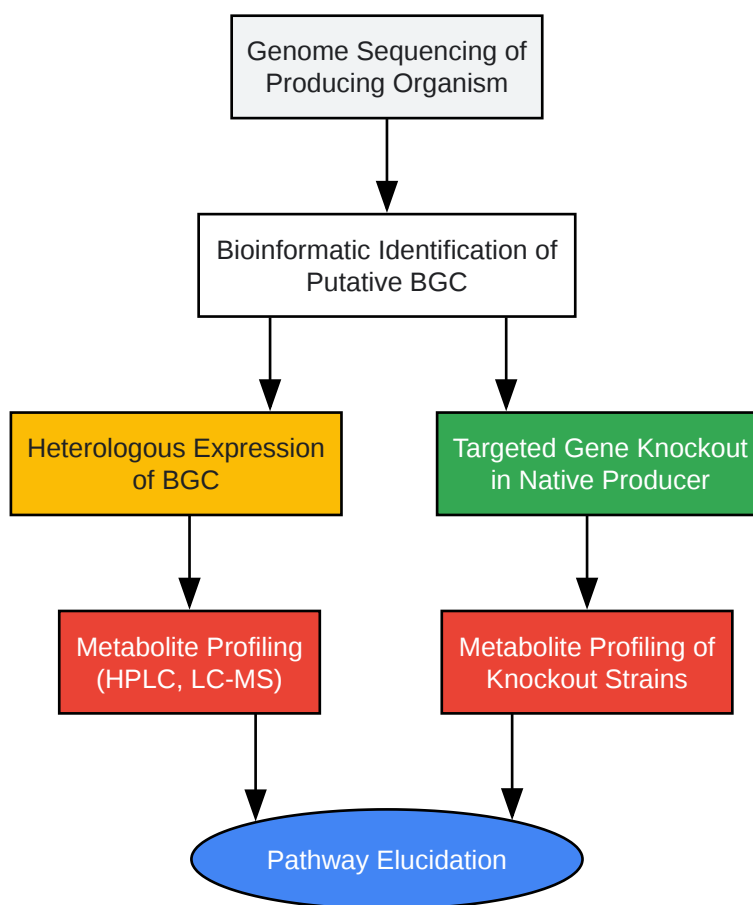 Genome Sequencing of
Producing Organism
Bioinformatic Identification of
Putative BGC
Heterologous Expression
of BGC
Targeted Gene Knockout
in Native Producer
Metabolite Profiling
(HPLC, LC-MS)
Metabolite Profiling of
Knockout Strains
Pathway Elucidation